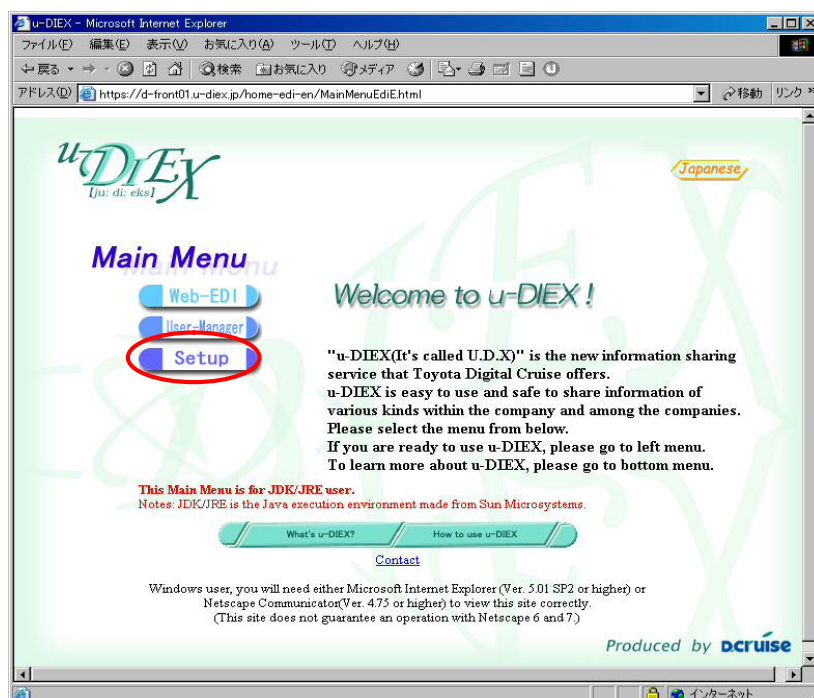 u-DIEX - Microsoft Internet Explorer
ファイル(F) 編集(E) 表示(V) お気に入り(A) ツール(T) ヘルプ(H)
戻る 検索 お気に入り メディア
アドレス(D) https://d-front01.u-diex.jp/home-edi-en/MainMenuEdiE.html 移動 リンク »
u-DIEX
[ju: di: eks]
Japanese
Main Menu
Web-EDI
User-Manager
Setup
Welcome to u-DIEX !
"u-DIEX(It's called U.D.X)" is the new information sharing
service that Toyota Digital Cruise offers.
u-DIEX is easy to use and safe to share information of
various kinds within the company and among the companies.
Please select the menu from below.
If you are ready to use u-DIEX, please go to left menu.
To learn more about u-DIEX, please go to bottom menu.
This Main Menu is for JDK/JRE user.
Notes: JDK/JRE is the Java execution environment made from Sun Microsystems.
What's u-DIEX? How to use u-DIEX
Contact
Windows user, you will need either Microsoft Internet Explorer (Ver. 5.01 SP2 or higher) or
Netscape Communicator(Ver. 4.75 or higher) to view this site correctly.
(This site does not guarantee an operation with Netscape 6 and 7.)
Produced by D.cruise
インターネット